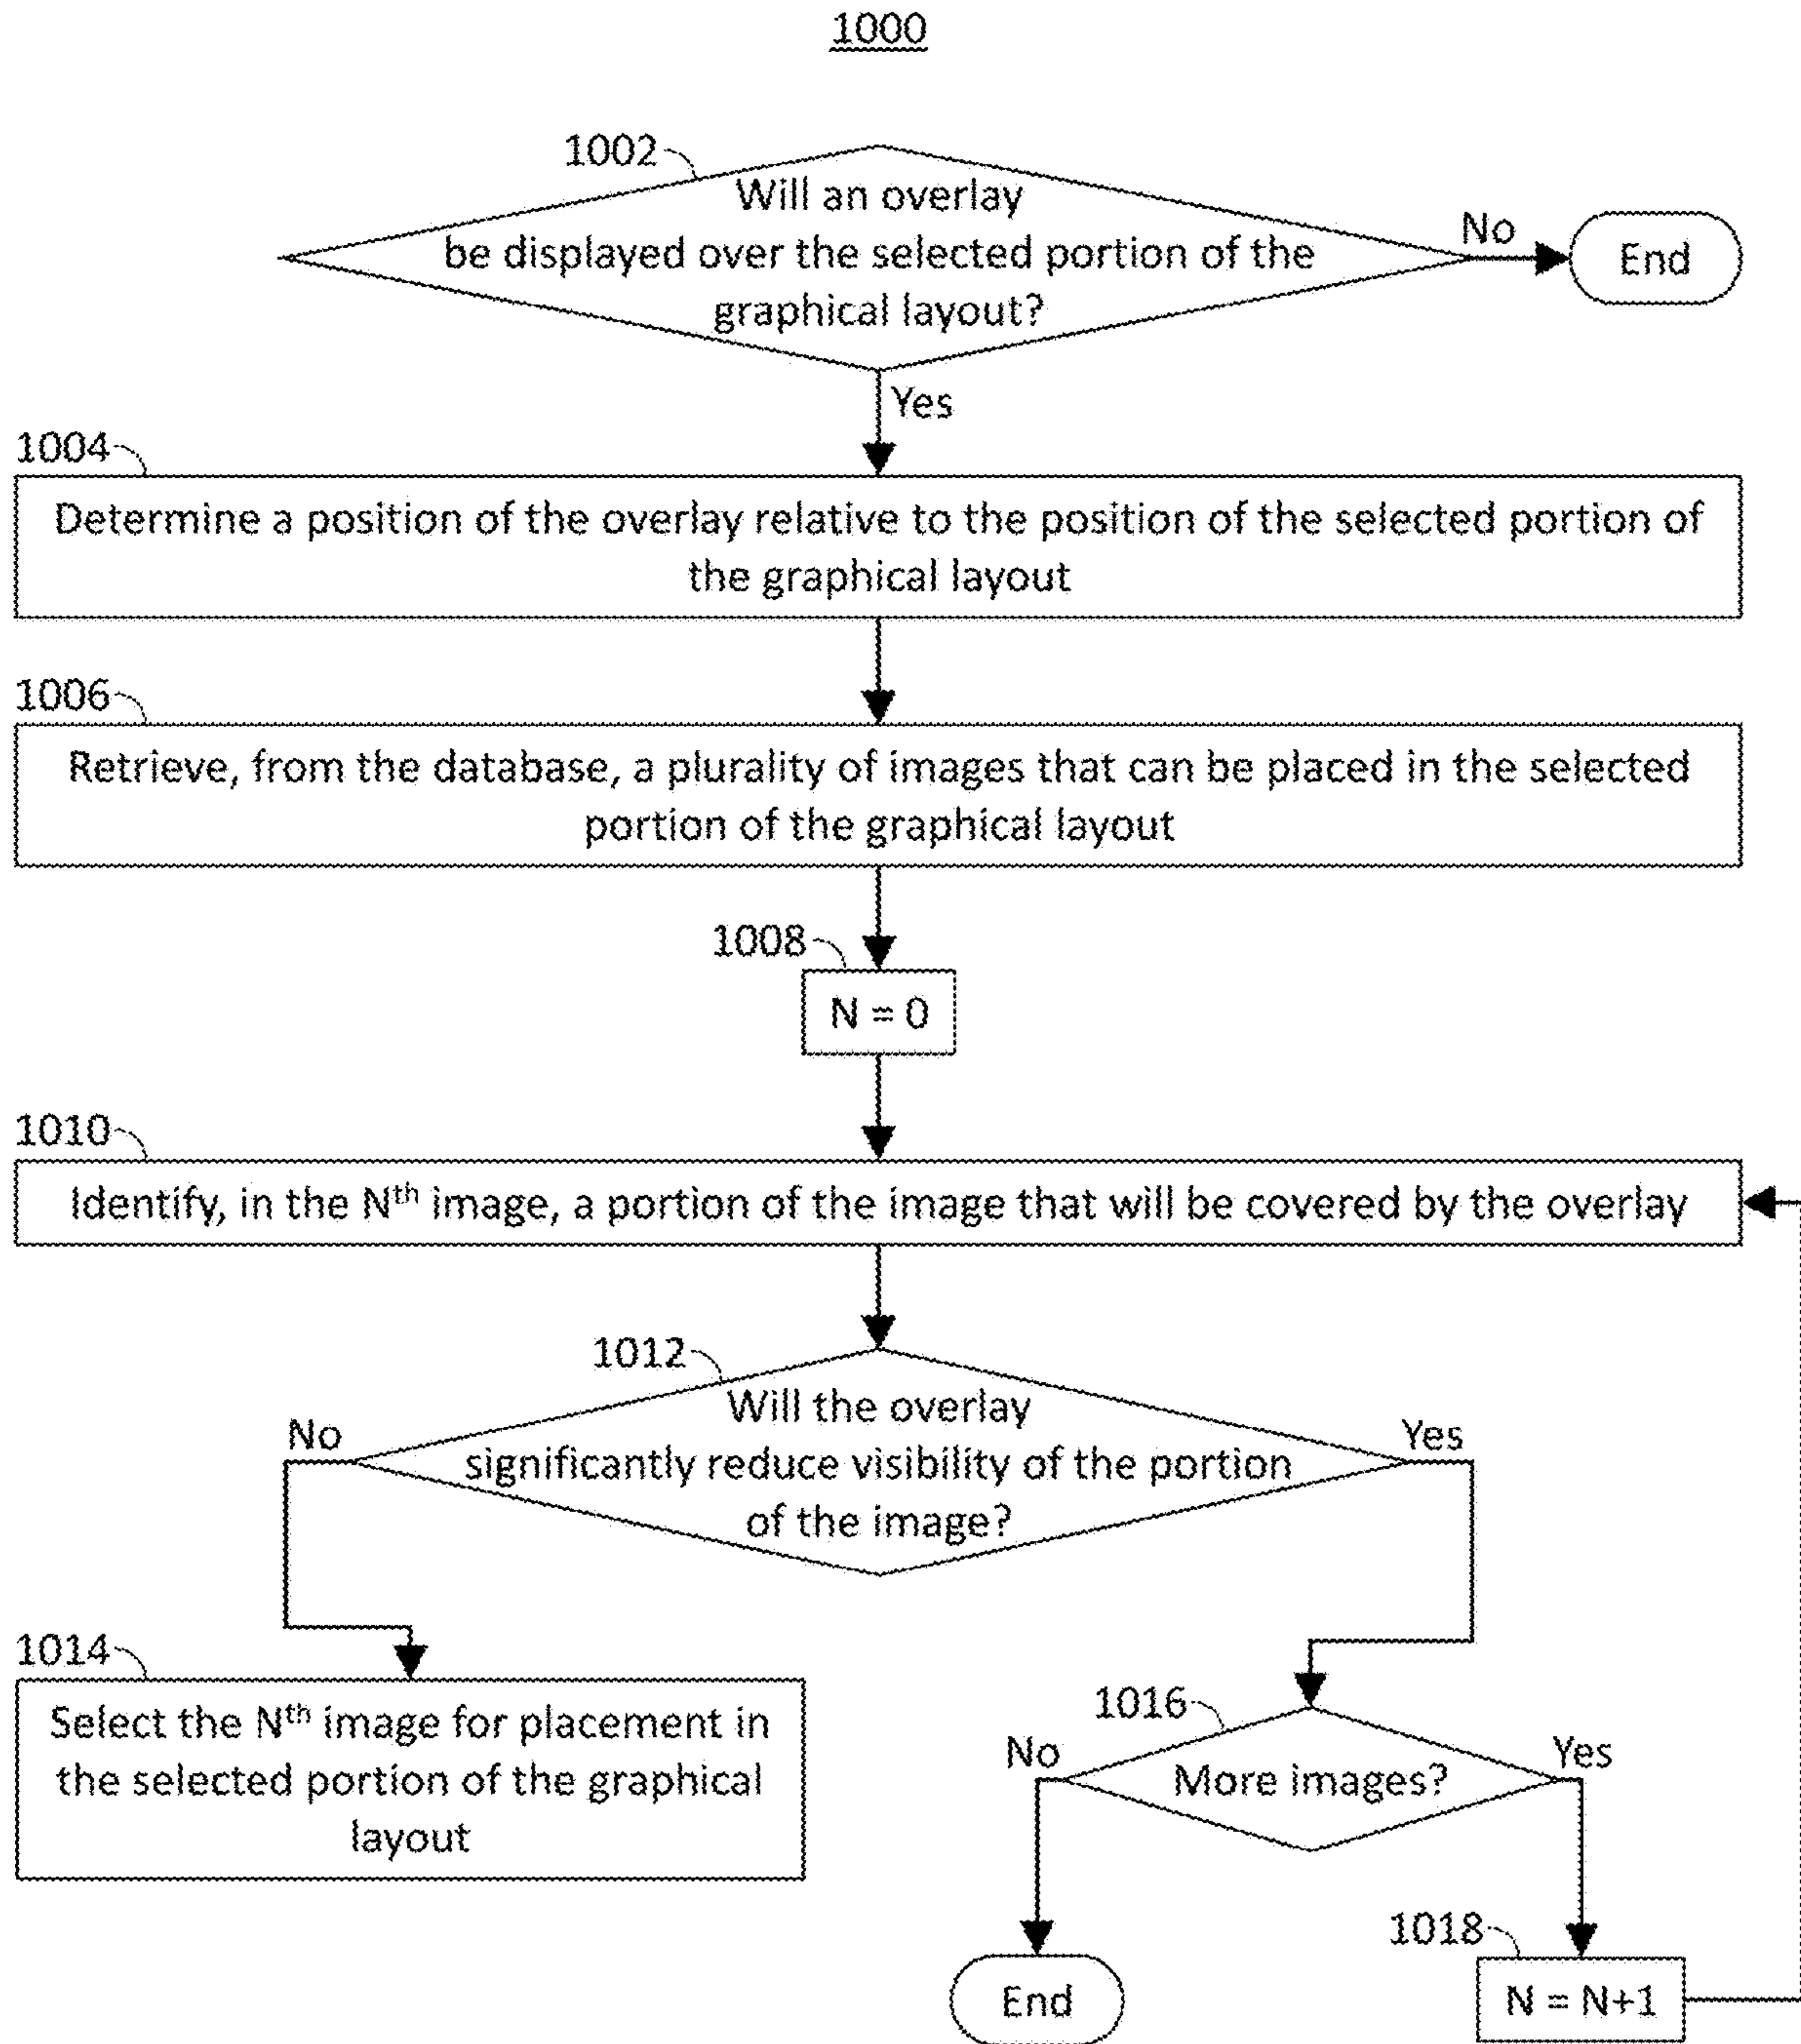 1000
1002
Will an overlay
be displayed over the selected portion of the
graphical layout?
No
End
Yes
1004
Determine a position of the overlay relative to the position of the selected portion of
the graphical layout
1006
Retrieve, from the database, a plurality of images that can be placed in the selected
portion of the graphical layout
1008
N = 0
1010
Identify, in the Nth image, a portion of the image that will be covered by the overlay
1012
Will the overlay
significantly reduce visibility of the portion
of the image?
No
Yes
1014
Select the Nth image for placement in
the selected portion of the graphical
layout
1016
More images?
No
Yes
End
1018
N = N+1